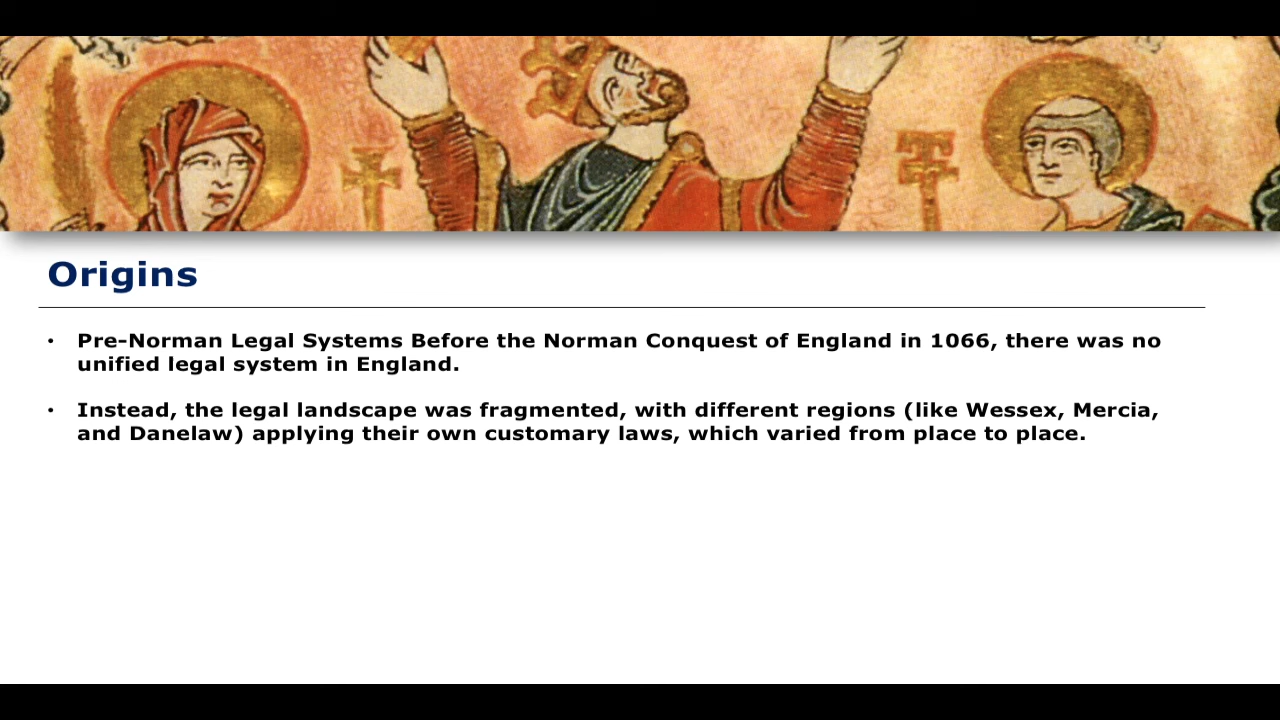 Origins
• Pre-Norman Legal Systems Before the Norman Conquest of England in 1066, there was no
unified legal system in England.
• Instead, the legal landscape was fragmented, with different regions (like Wessex, Mercia,
and Danelaw) applying their own customary laws, which varied from place to place.